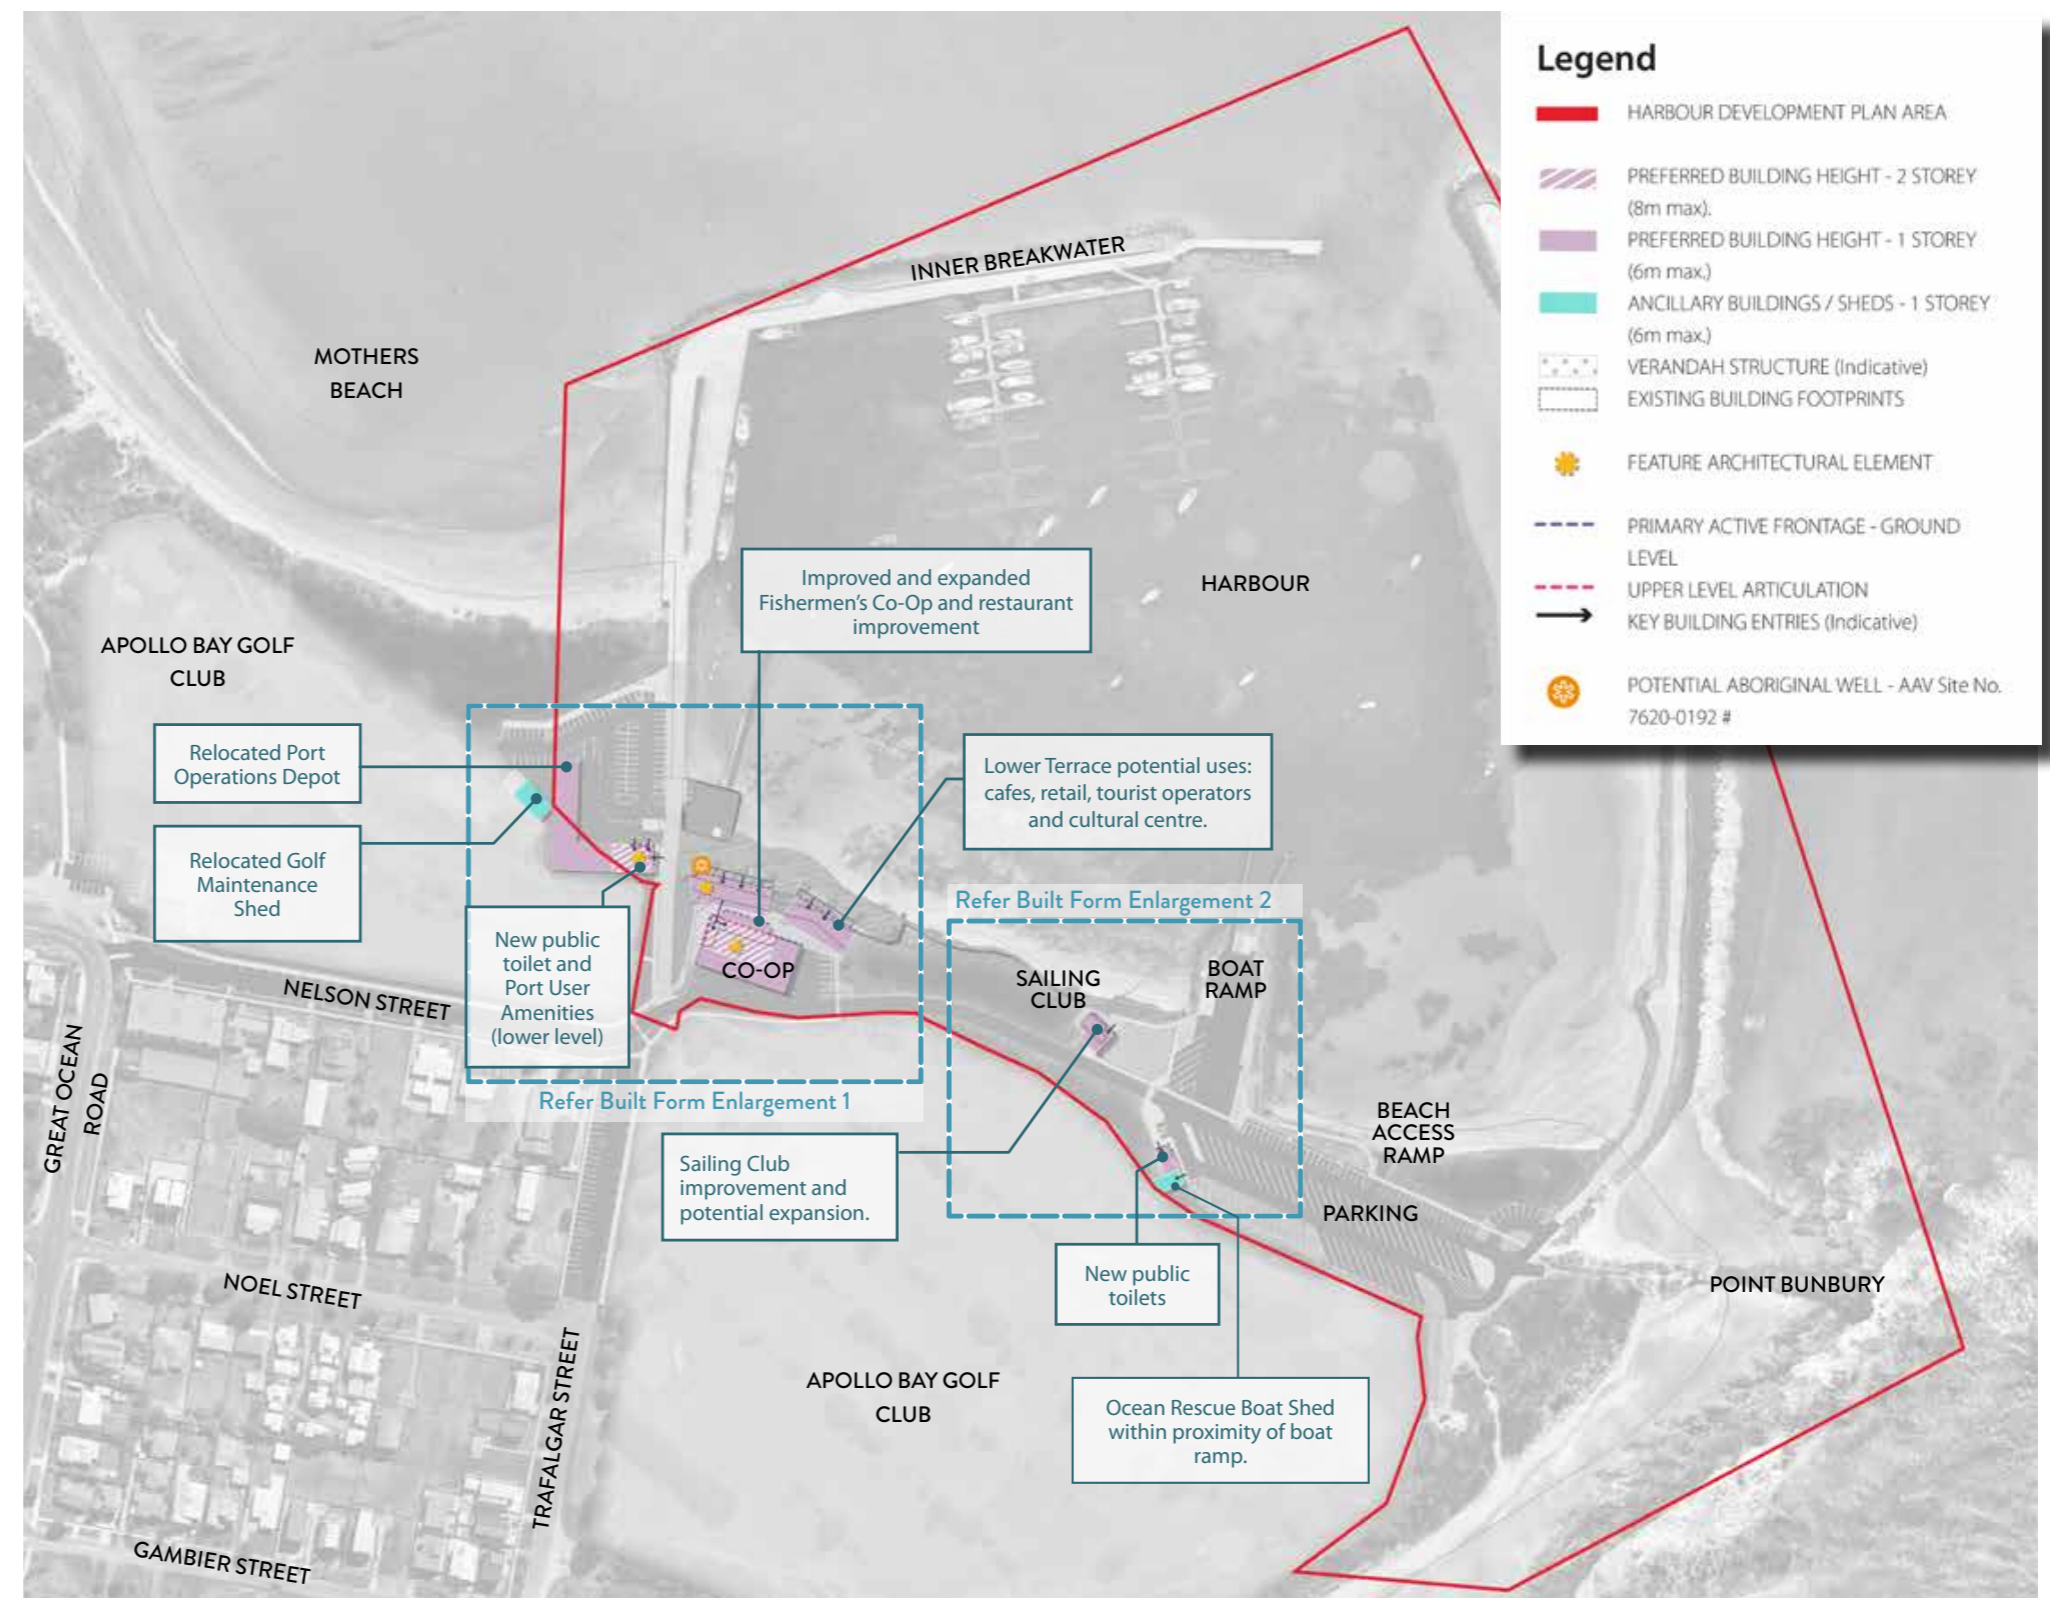 Legend
HARBOUR DEVELOPMENT PLAN AREA
PREFERRED BUILDING HEIGHT - 2 STOREY
(8m max).
PREFERRED BUILDING HEIGHT - 1 STOREY
(6m max.)
ANCILLARY BUILDINGS / SHEDS - 1 STOREY
(6m max.)
VERANDAH STRUCTURE (Indicative)
EXISTING BUILDING FOOTPRINTS
FEATURE ARCHITECTURAL ELEMENT
PRIMARY ACTIVE FRONTAGE - GROUND
LEVEL
UPPER LEVEL ARTICULATION
KEY BUILDING ENTRIES (Indicative)
POTENTIAL ABORIGINAL WELL - AAV Site No.
7620-0192 #
INNER BREAKWATER
MOTHERS
BEACH
HARBOUR
Improved and expanded
Fishermen's Co-Op and restaurant
improvement
APOLLO BAY GOLF
CLUB
Relocated Port
Operations Depot
Lower Terrace potential uses:
cafes, retail, tourist operators
and cultural centre.
Relocated Golf
Maintenance
Shed
New public
toilet and
Port User
Amenities
(lower level)
CO-OP
Refer Built Form Enlargement 2
SAILING
CLUB
BOAT
RAMP
NELSON STREET
GREAT OCEAN
ROAD
Refer Built Form Enlargement 1
BEACH
ACCESS
RAMP
Sailing Club
improvement and
potential expansion.
PARKING
New public
toilets
POINT BUNBURY
NOEL STREET
TRAFALGAR STREET
APOLLO BAY GOLF
CLUB
Ocean Rescue Boat Shed
within proximity of boat
ramp.
GAMBIER STREET